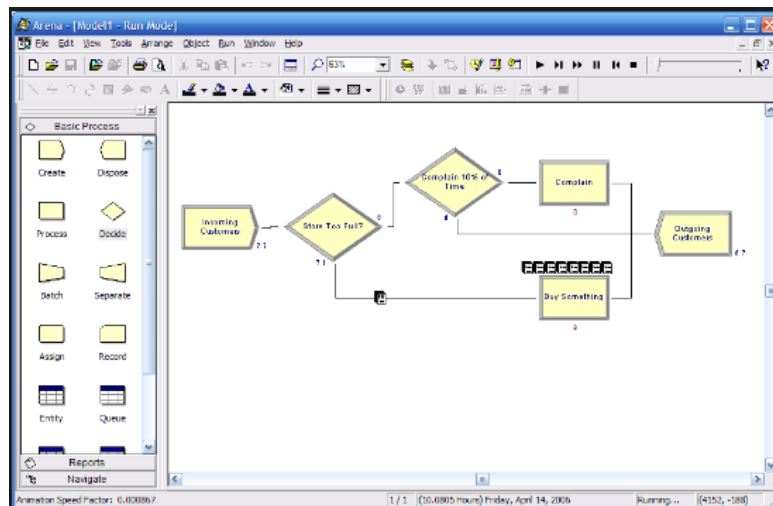 Arena - [Model1 - Run Mode]
File Edit View Tools Arrange Object Run Window Help
53%
Basic Process
Create Dispose
Process Decide
Batch Separate
Assign Record
Entity Queue
Reports
Navigate
Incoming
Customers
Store Too Full?
Complain 10% of
Time
Complain
0
Buy Something
9
Outgoing
Customers
Animation Speed Factor: 0.000867
1 / 1
(10.0805 Hours) Friday, April 14, 2006
Running...
(4152, -188)